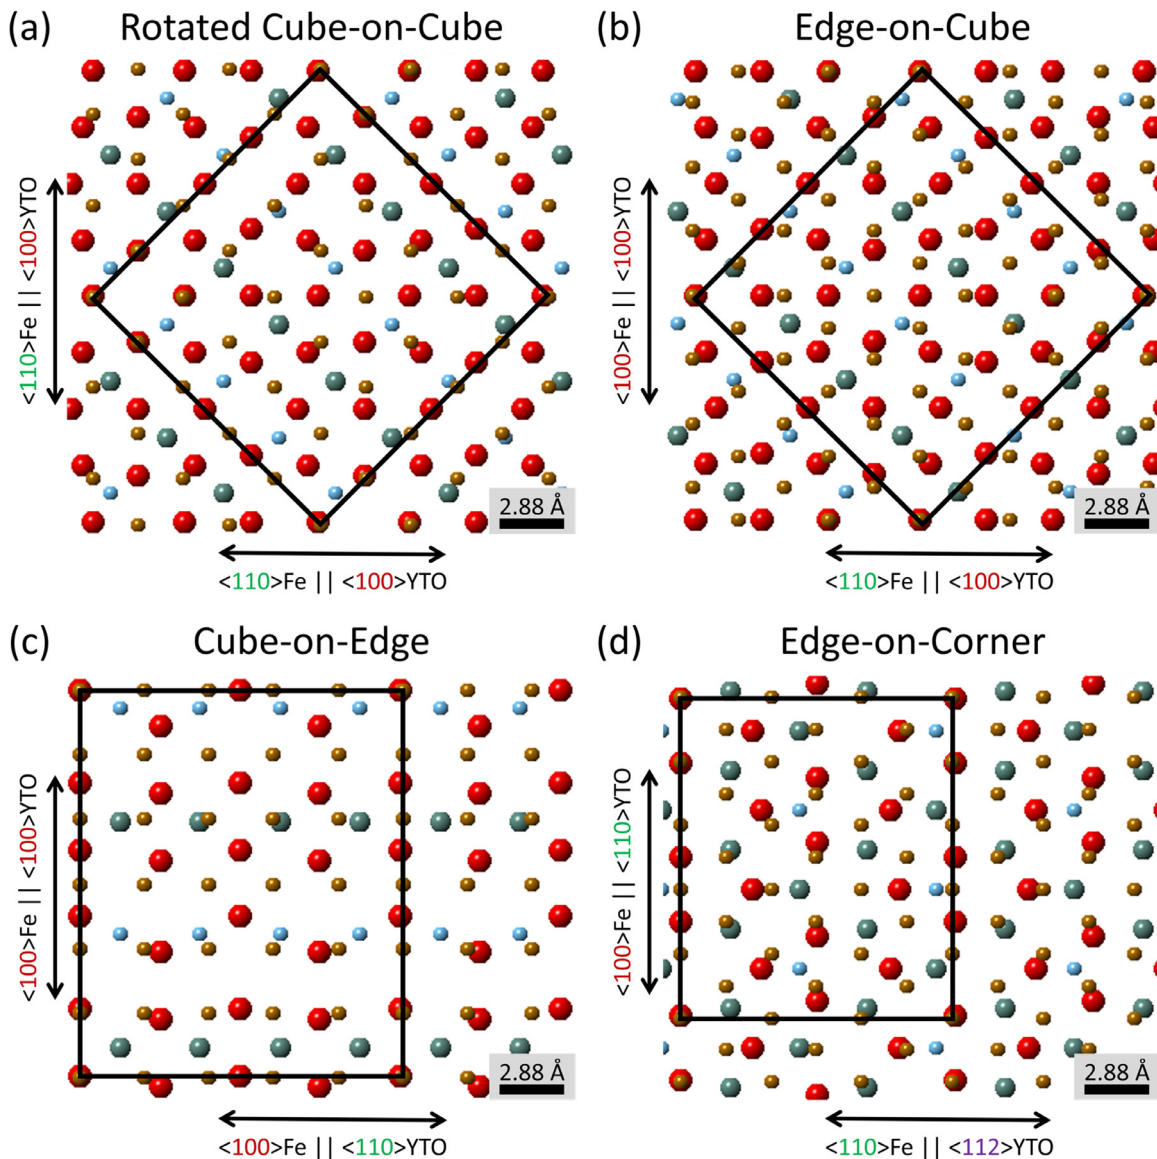 (a) Rotated Cube-on-Cube
<110>Fe || <100>YTO
2.88 Å
<110>Fe || <100>YTO
(b) Edge-on-Cube
<100>Fe || <100>YTO
2.88 Å
<110>Fe || <100>YTO
(c) Cube-on-Edge
<100>Fe || <100>YTO
2.88 Å
<100>Fe || <110>YTO
(d) Edge-on-Corner
<100>Fe || <110>YTO
2.88 Å
<110>Fe || <112>YTO